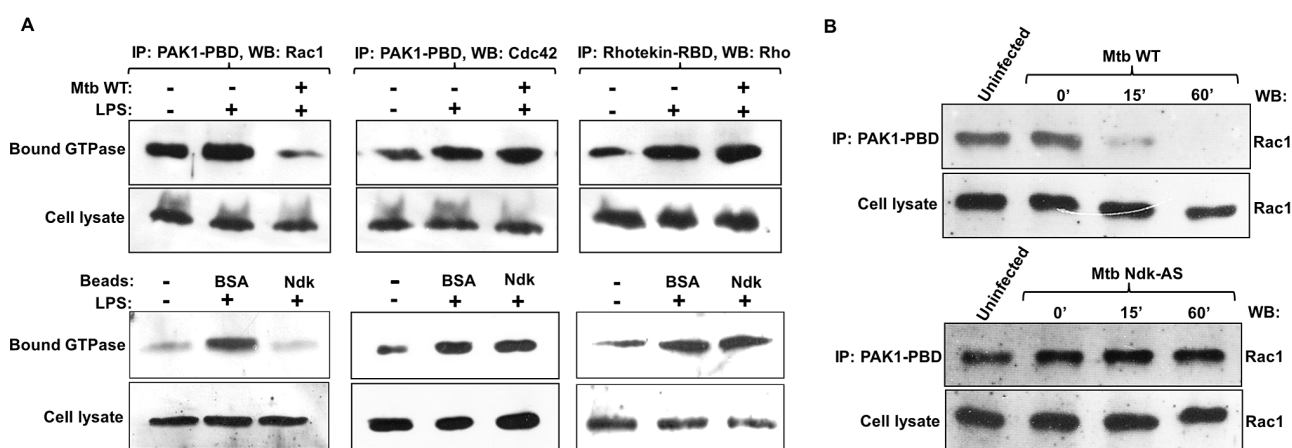 A
IP: PAK1-PBD, WB: Rac1
IP: PAK1-PBD, WB: Cdc42
IP: Rhotekin-RBD, WB: Rho
Mtb WT: - - + - - + - - +
LPS: - + + - + + - + +
Bound GTPase
Cell lysate
Beads: - BSA Ndk - BSA Ndk - BSA Ndk
LPS: - + + - + + - + +
Bound GTPase
Cell lysate
B
Uninfected
Mtb WT
0’ 15’ 60’ WB:
IP: PAK1-PBD Rac1
Cell lysate Rac1
Uninfected
Mtb Ndk-AS
0’ 15’ 60’ WB:
IP: PAK1-PBD Rac1
Cell lysate Rac1